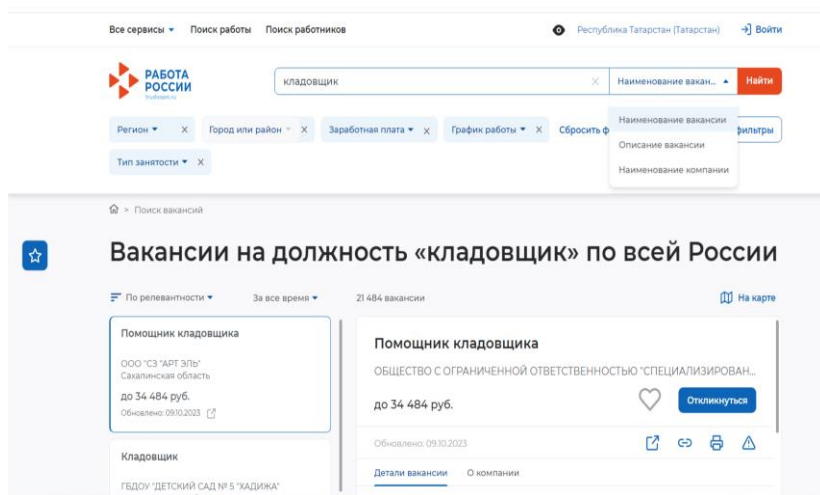 Все сервисы Поиск работы Поиск работников Республика Татарстан (Татарстан) Войти
РАБОТА
РОССИИ
trudvsem.ru
кладовщик Наименование вакан... Найти
Регион Город или район Заработная плата График работы Сбросить ф фильтры
Тип занятости
Наименование вакансии
Описание вакансии
Наименование компании
Поиск вакансий
Вакансии на должность «кладовщик» по всей России
По релевантности За все время 21 484 вакансии На карте
Помощник кладовщика
ООО "СЗ "АРТ ЭЛЬ"
Сахалинская область
до 34 484 руб.
Обновлено: 09.10.2023
Кладовщик
ГБДОУ "ДЕТСКИЙ САД № 5 "ХАДИЖА"
Помощник кладовщика
ОБЩЕСТВО С ОГРАНИЧЕННОЙ ОТВЕТСТВЕННОСТЬЮ "СПЕЦИАЛИЗИРОВАН...
до 34 484 руб. Откликнуться
Обновлено: 09.10.2023
Детали вакансии О компании